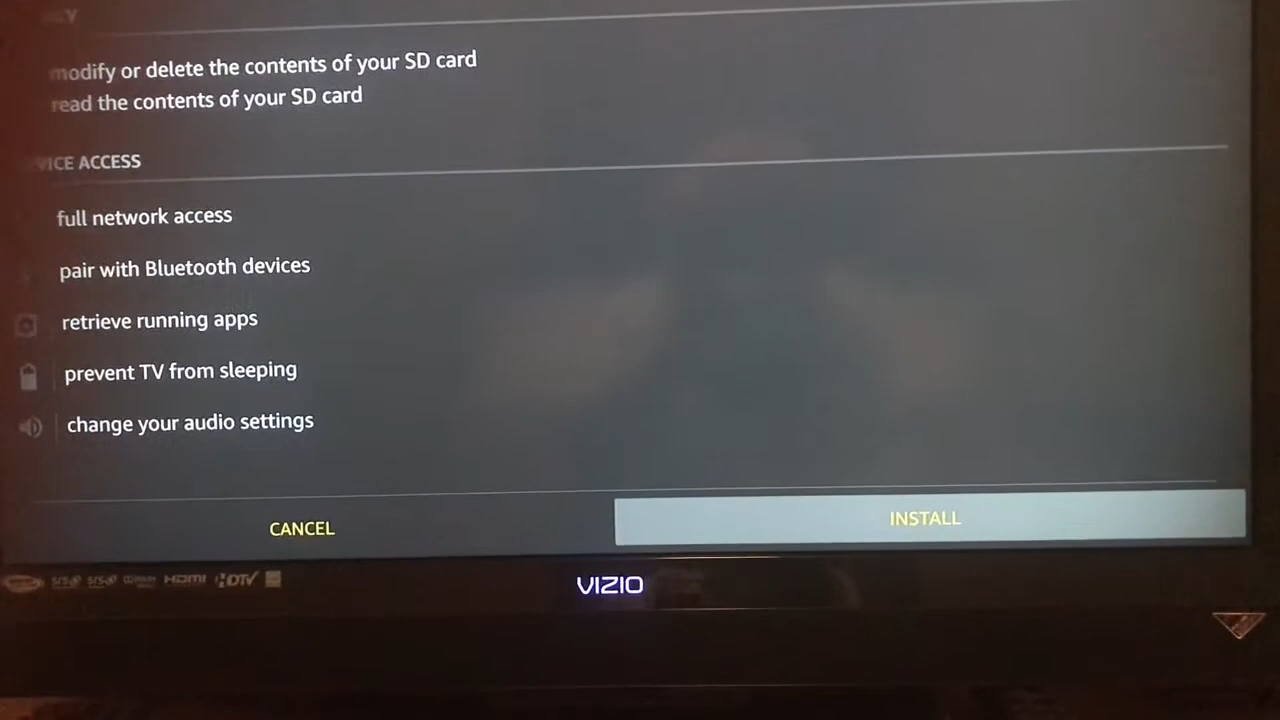 modify or delete the contents of your SD card
read the contents of your SD card
ACCESS
full network access
pair with Bluetooth devices
retrieve running apps
prevent TV from sleeping
change your audio settings
CANCEL
INSTALL
HDMI HDTV
VIZIO